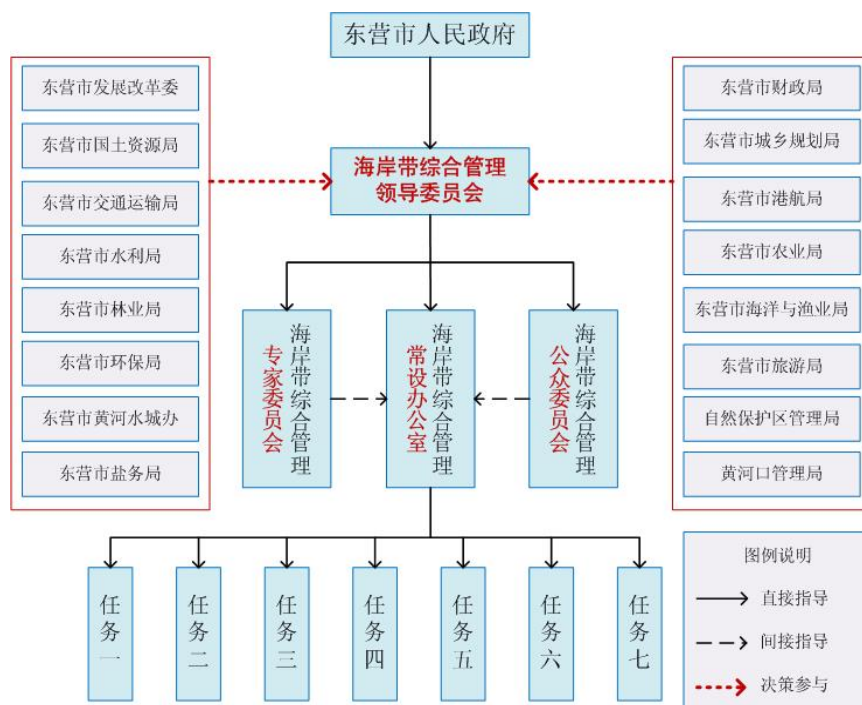 东营市人民政府
东营市发展改革委
东营市国土资源局
东营市交通运输局
东营市水利局
东营市林业局
东营市环保局
东营市黄河水城办
东营市盐务局
海岸带综合管理
领导委员会
东营市财政局
东营市城乡规划局
东营市港航局
东营市农业局
东营市海洋与渔业局
东营市旅游局
自然保护区管理局
黄河口管理局
海岸带综合管理
专家委员会
海岸带综合管理
常设办公室
海岸带综合管理
公众委员会
任务一
任务二
任务三
任务四
任务五
任务六
任务七
图例说明
直接指导
间接指导
决策参与